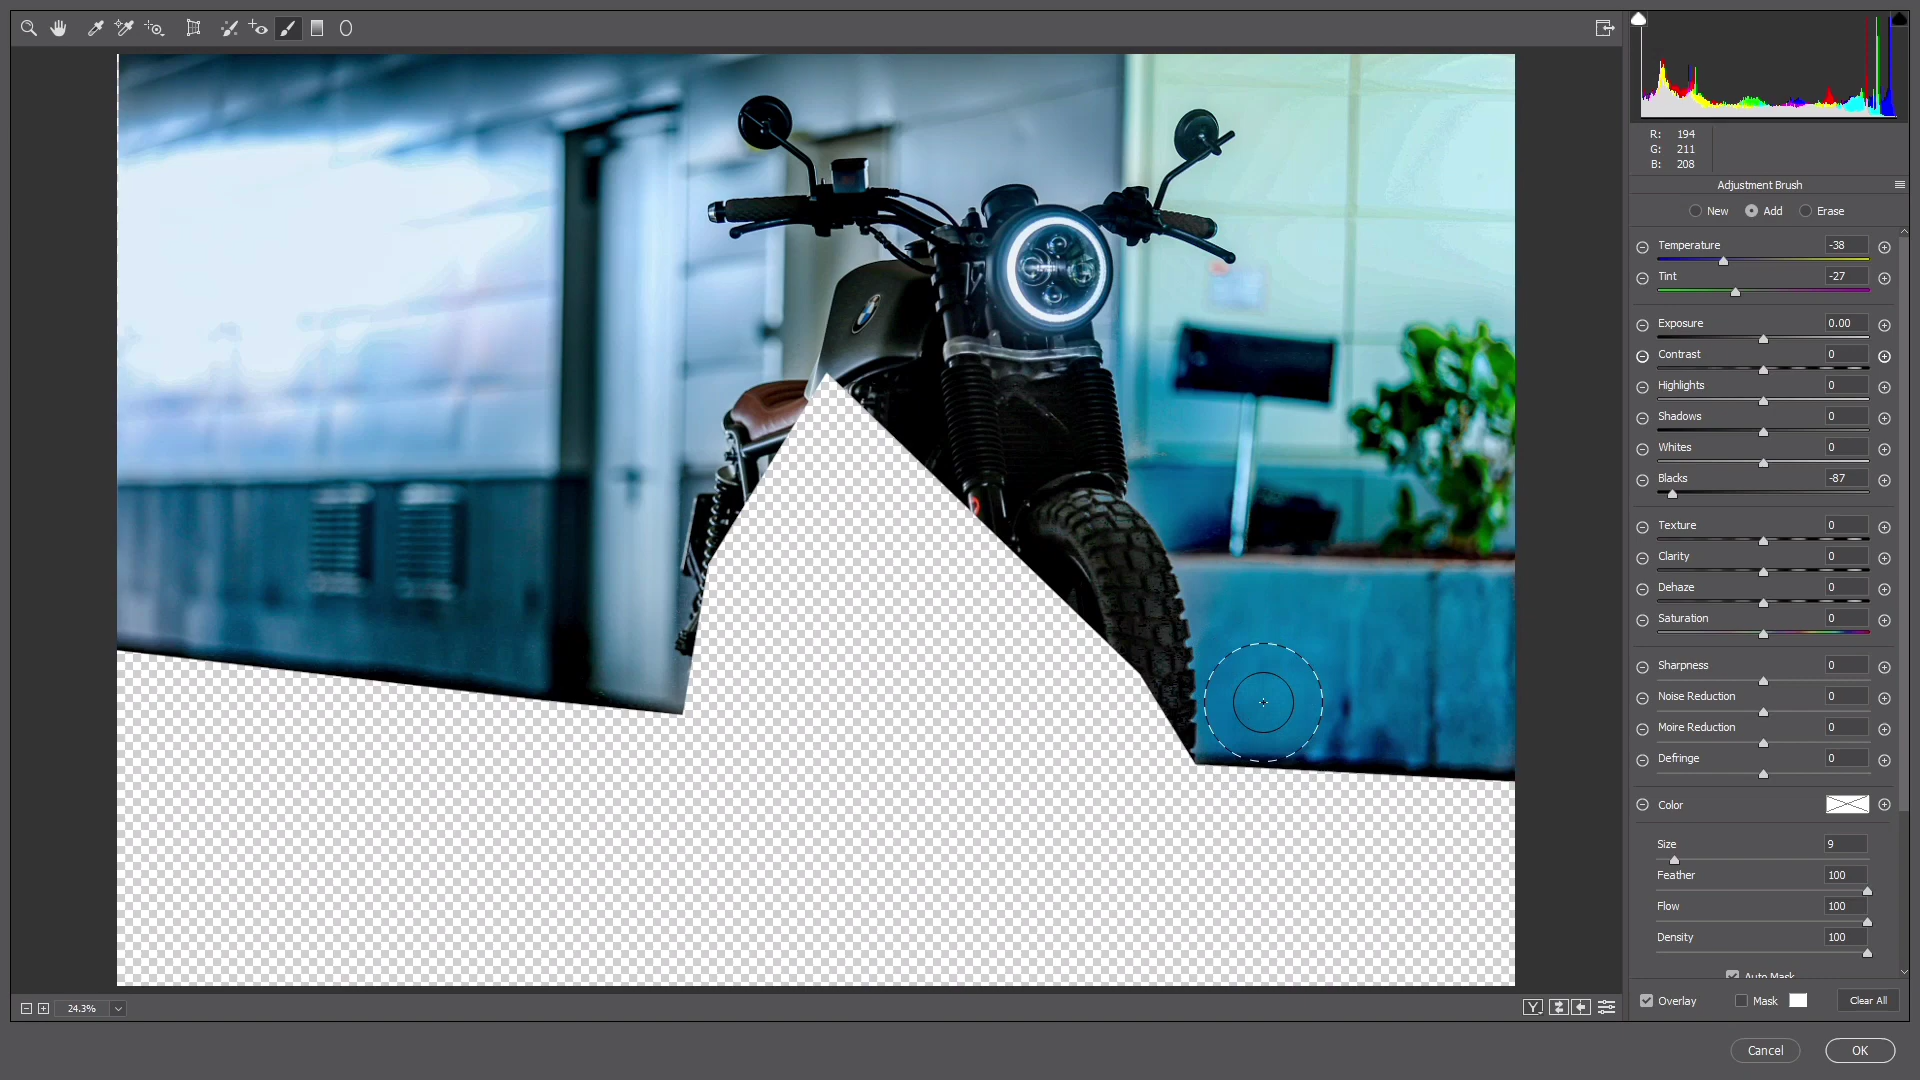 R: 194
G: 211
B: 208
Adjustment Brush
New Add Erase
Temperature -38
Tint -27
Exposure 0.00
Contrast 0
Highlights 0
Shadows 0
Whites 0
Blacks -87
Texture 0
Clarity 0
Dehaze 0
Saturation 0
Sharpness 0
Noise Reduction 0
Moire Reduction 0
Defringe 0
Color
Size 9
Feather 100
Flow 100
Density 100
Auto Mask
24.3% Y
Overlay Mask Clear All
Cancel OK